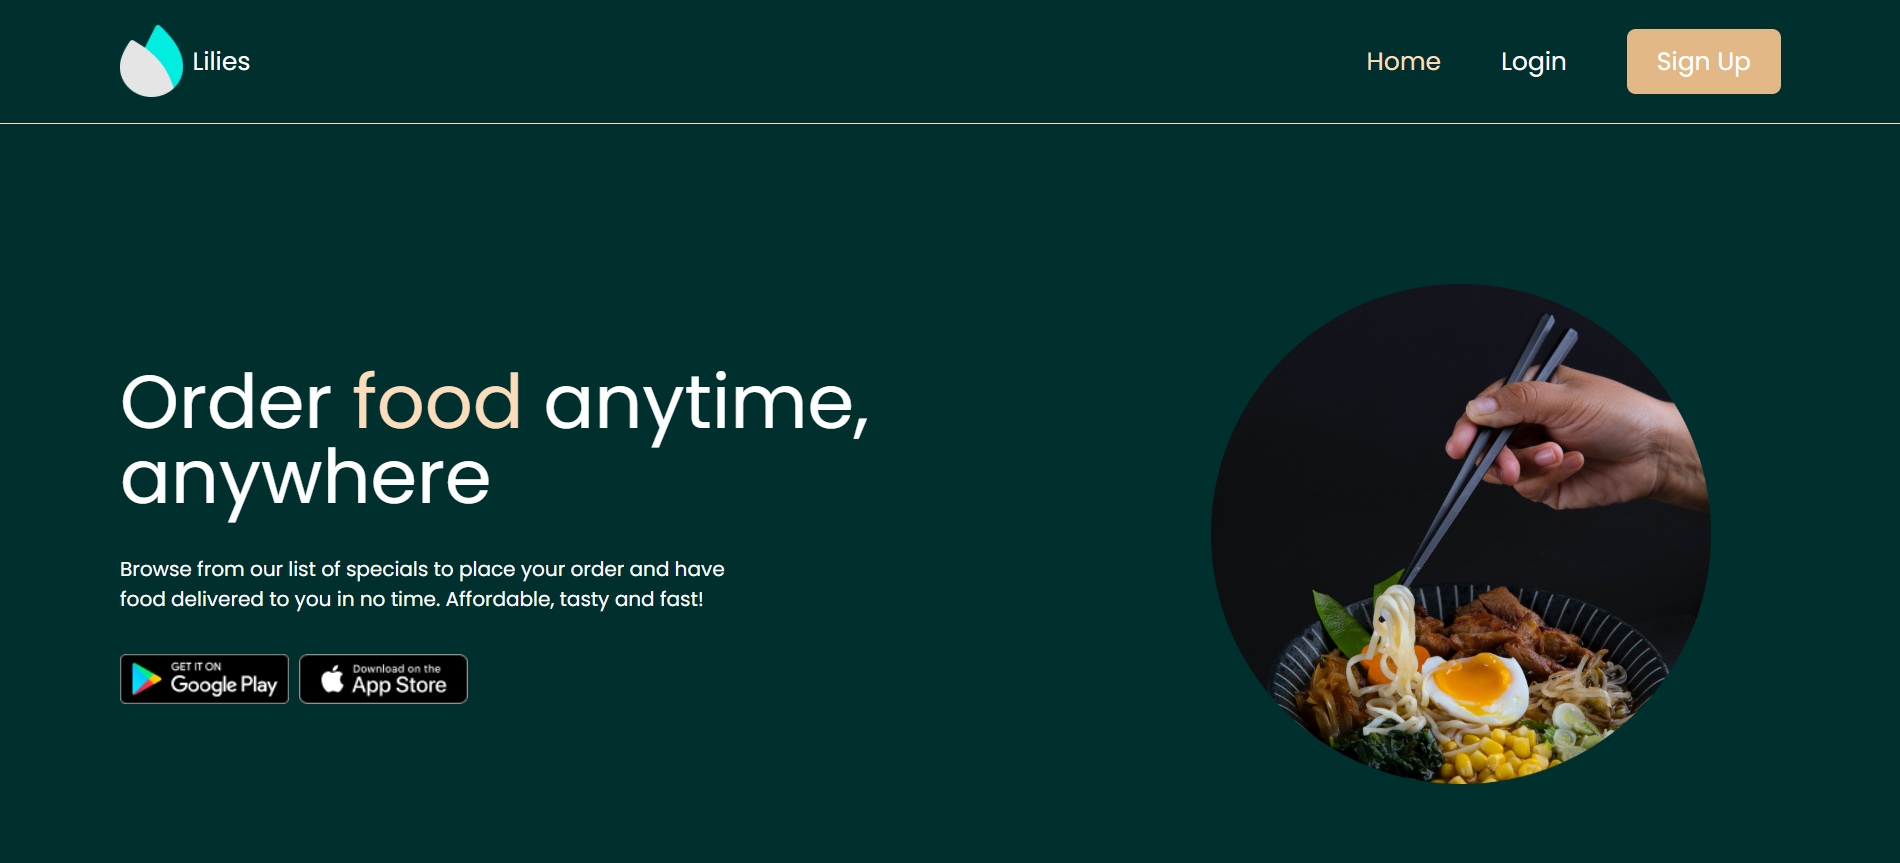 Lilies
Home
Login
Sign Up
Order food anytime,
anywhere
Browse from our list of specials to place your order and have
food delivered to you in no time. Affordable, tasty and fast!
GET IT ON
Google Play
Download on the
App Store